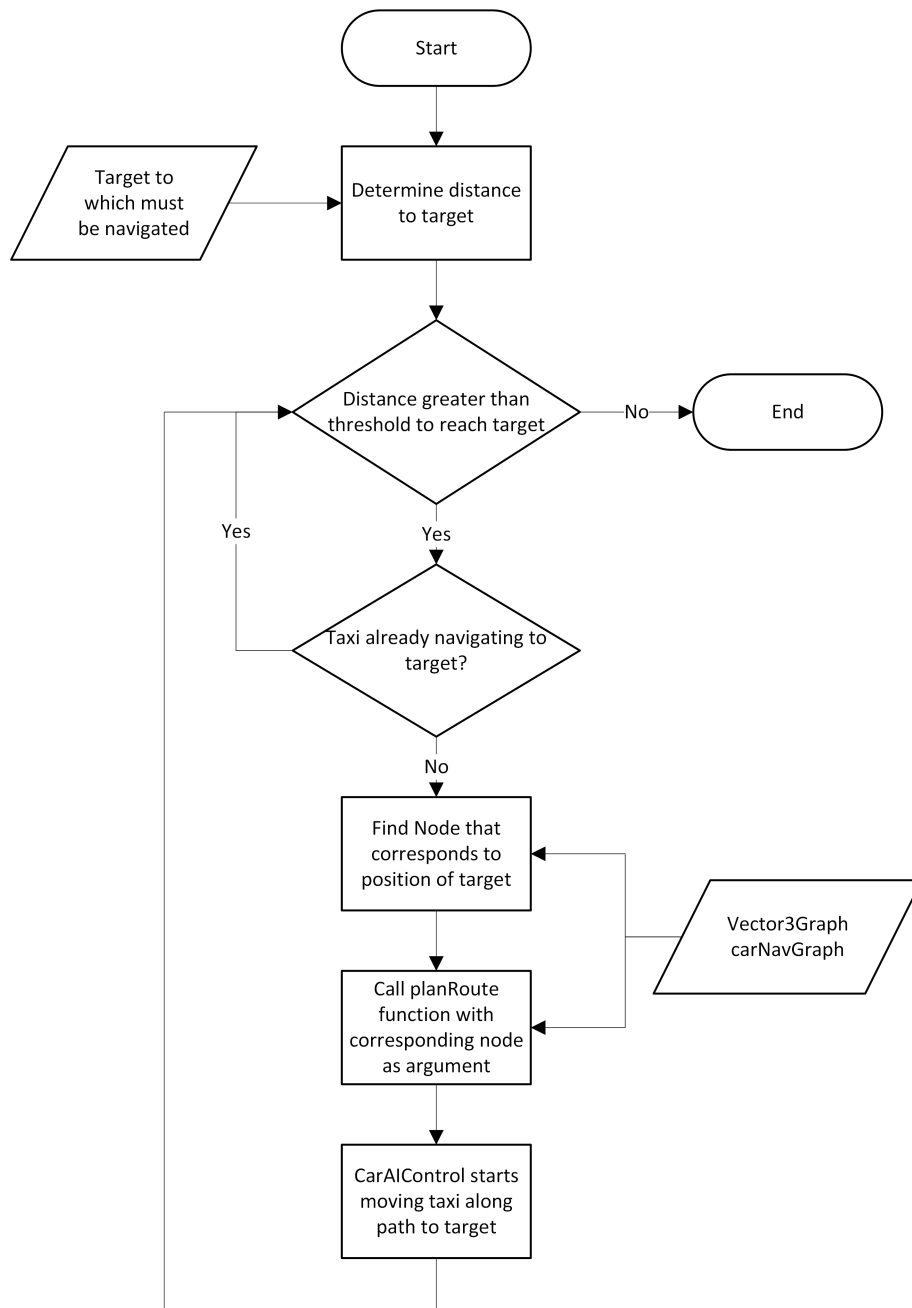 Start
Target to
which must
be navigated
Determine distance
to target
Distance greater than
threshold to reach target
No
End
Yes
Yes
Taxi already navigating to
target?
No
Find Node that
corresponds to
position of target
Vector3Graph
carNavGraph
Call planRoute
function with
corresponding node
as argument
CarAIControl starts
moving taxi along
path to target